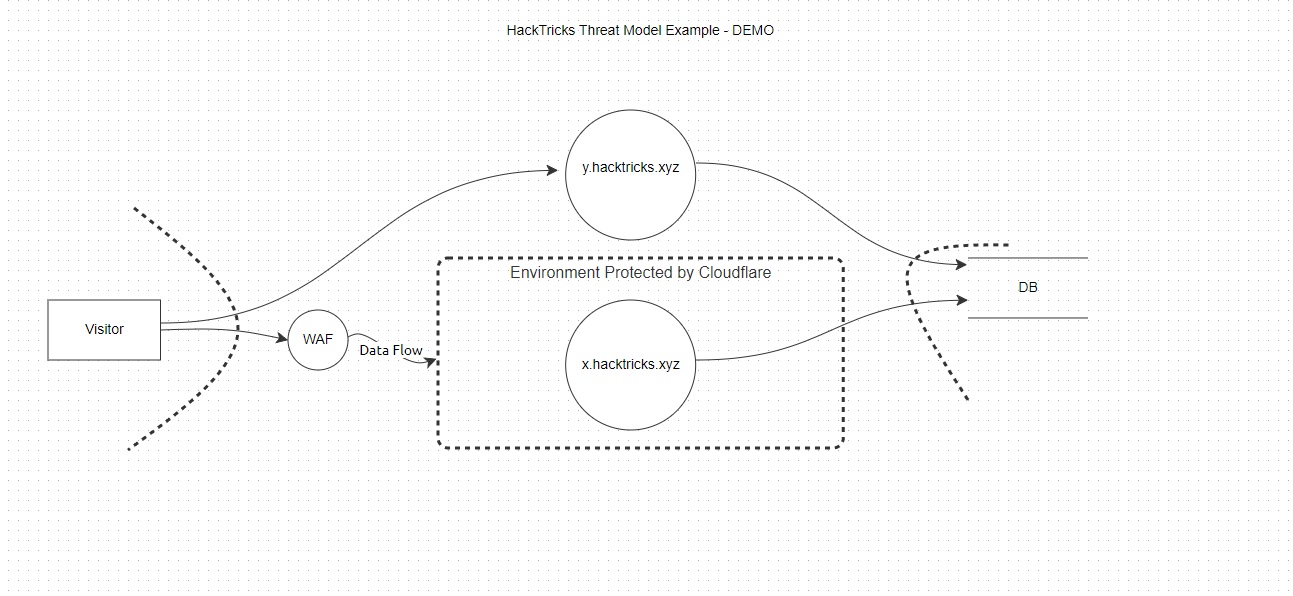 HackTricks Threat Model Example - DEMO
y.hacktricks.xyz
Environment Protected by Cloudflare
DB
Visitor
WAF
Data Flow
x.hacktricks.xyz